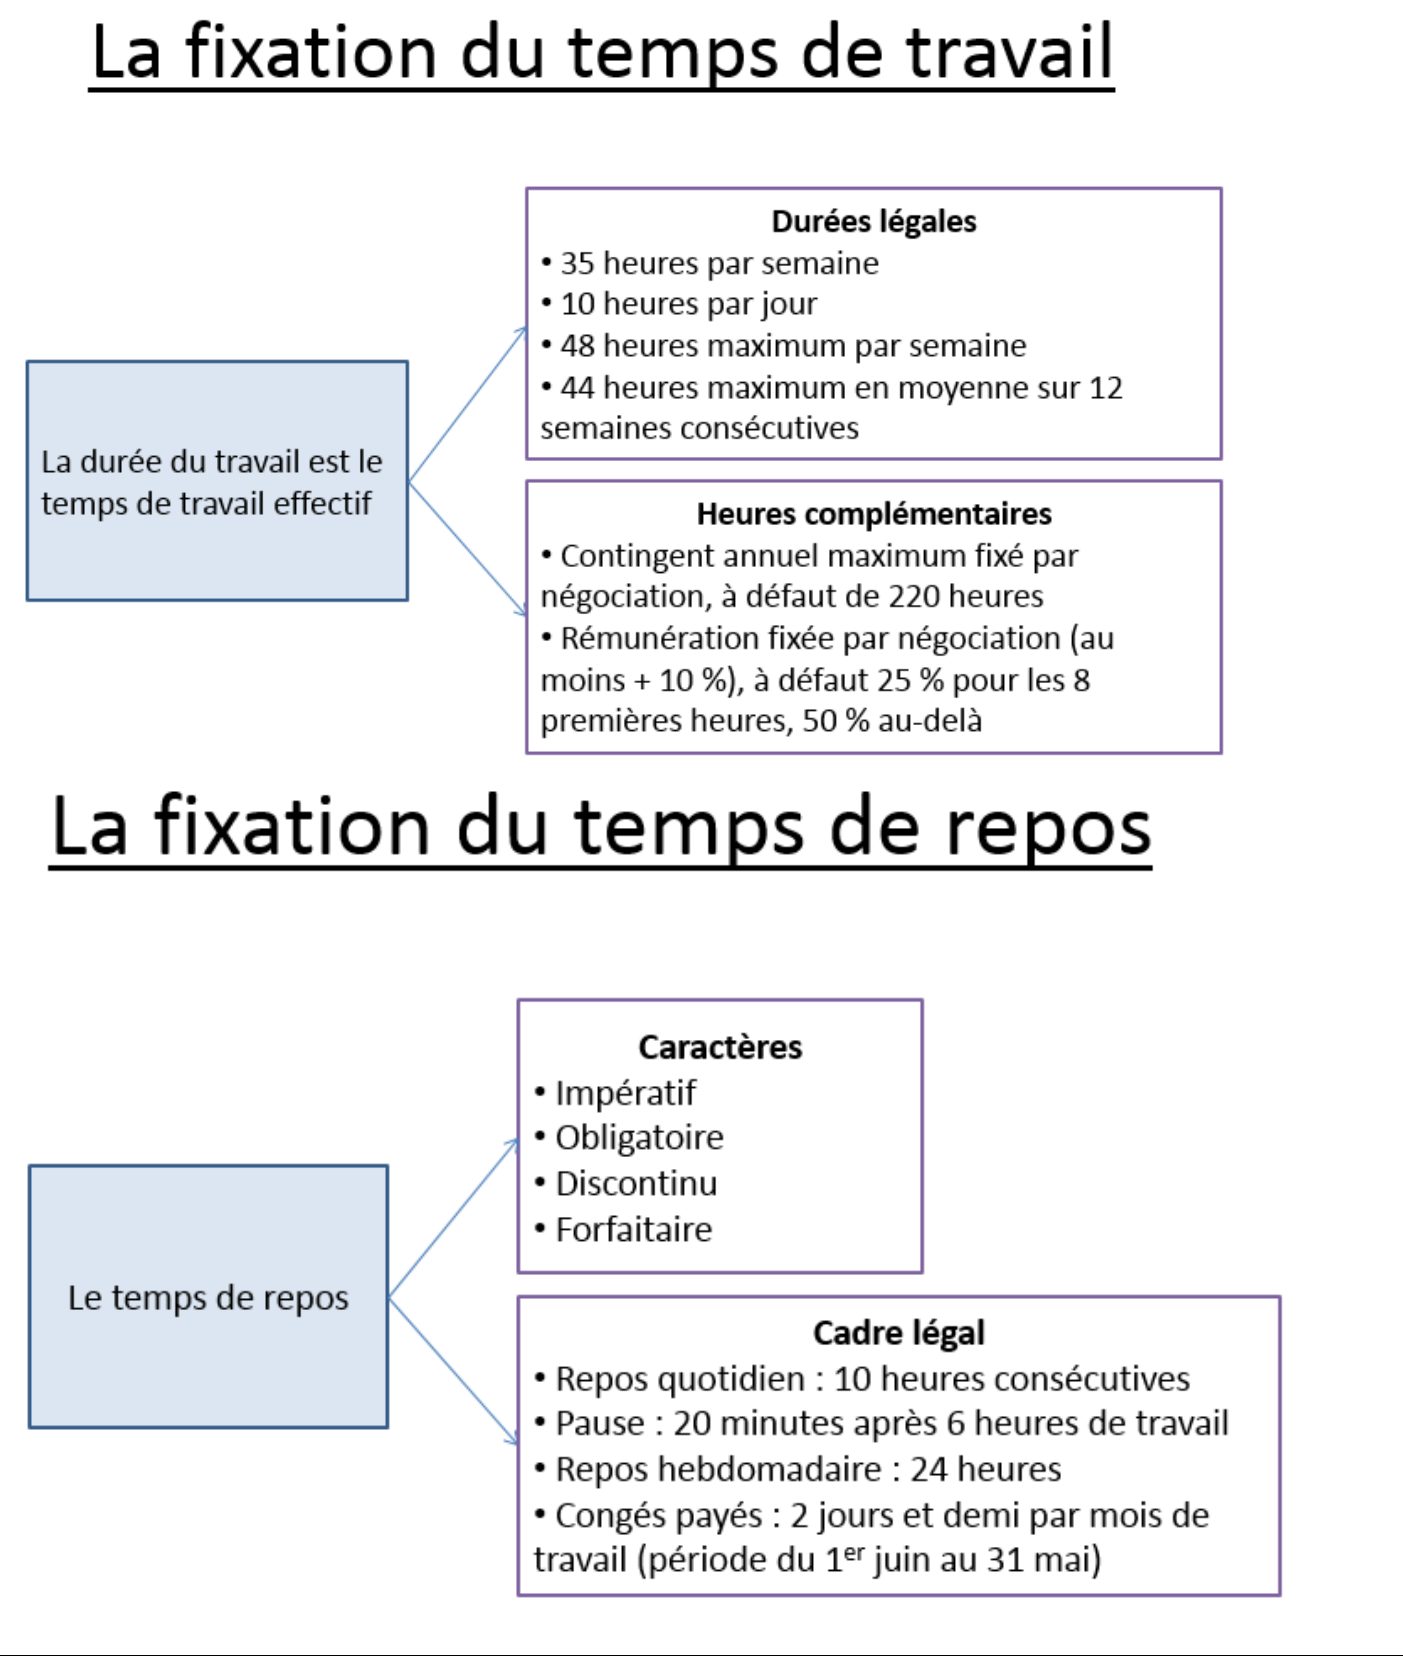 La fixation du temps de travail
Durées légales
• 35 heures par semaine
• 10 heures par jour
• 48 heures maximum par semaine
• 44 heures maximum en moyenne sur 12
semaines consécutives
La durée du travail est le
temps de travail effectif
Heures complémentaires
• Contingent annuel maximum fixé par
négociation, à défaut de 220 heures
• Rémunération fixée par négociation (au
moins + 10 %), à défaut 25 % pour les 8
premières heures, 50 % au-delà
La fixation du temps de repos
Caractères
• Impératif
• Obligatoire
• Discontinu
• Forfaitaire
Le temps de repos
Cadre légal
• Repos quotidien : 10 heures consécutives
• Pause : 20 minutes après 6 heures de travail
• Repos hebdomadaire : 24 heures
• Congés payés : 2 jours et demi par mois de
travail (période du 1er juin au 31 mai)